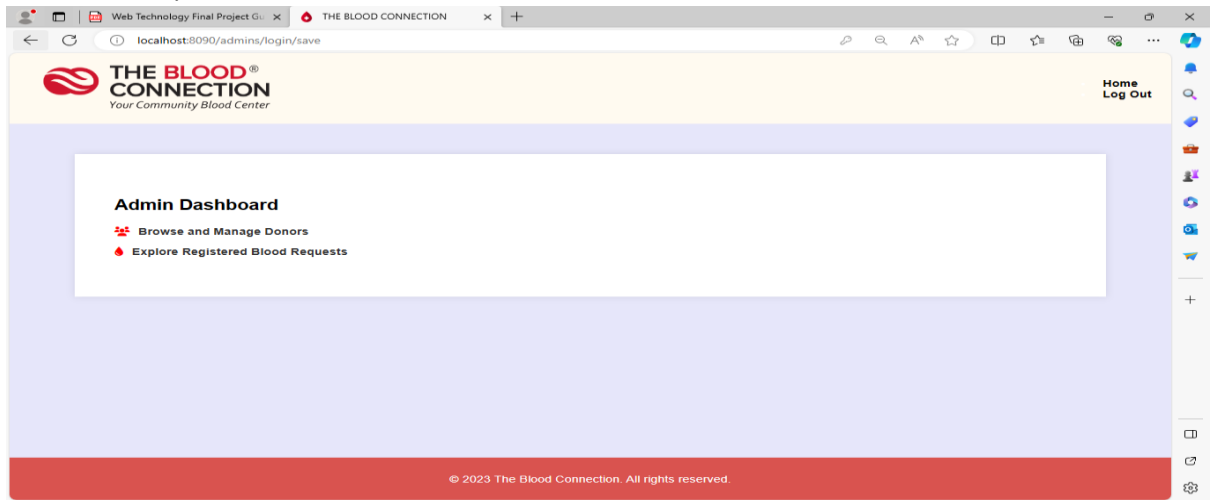 Web Technology Final Project Gu
THE BLOOD CONNECTION
localhost:8090/admins/login/save
THE BLOOD®
CONNECTION
Your Community Blood Center
Home
Log Out
Admin Dashboard
Browse and Manage Donors
Explore Registered Blood Requests
© 2023 The Blood Connection. All rights reserved.